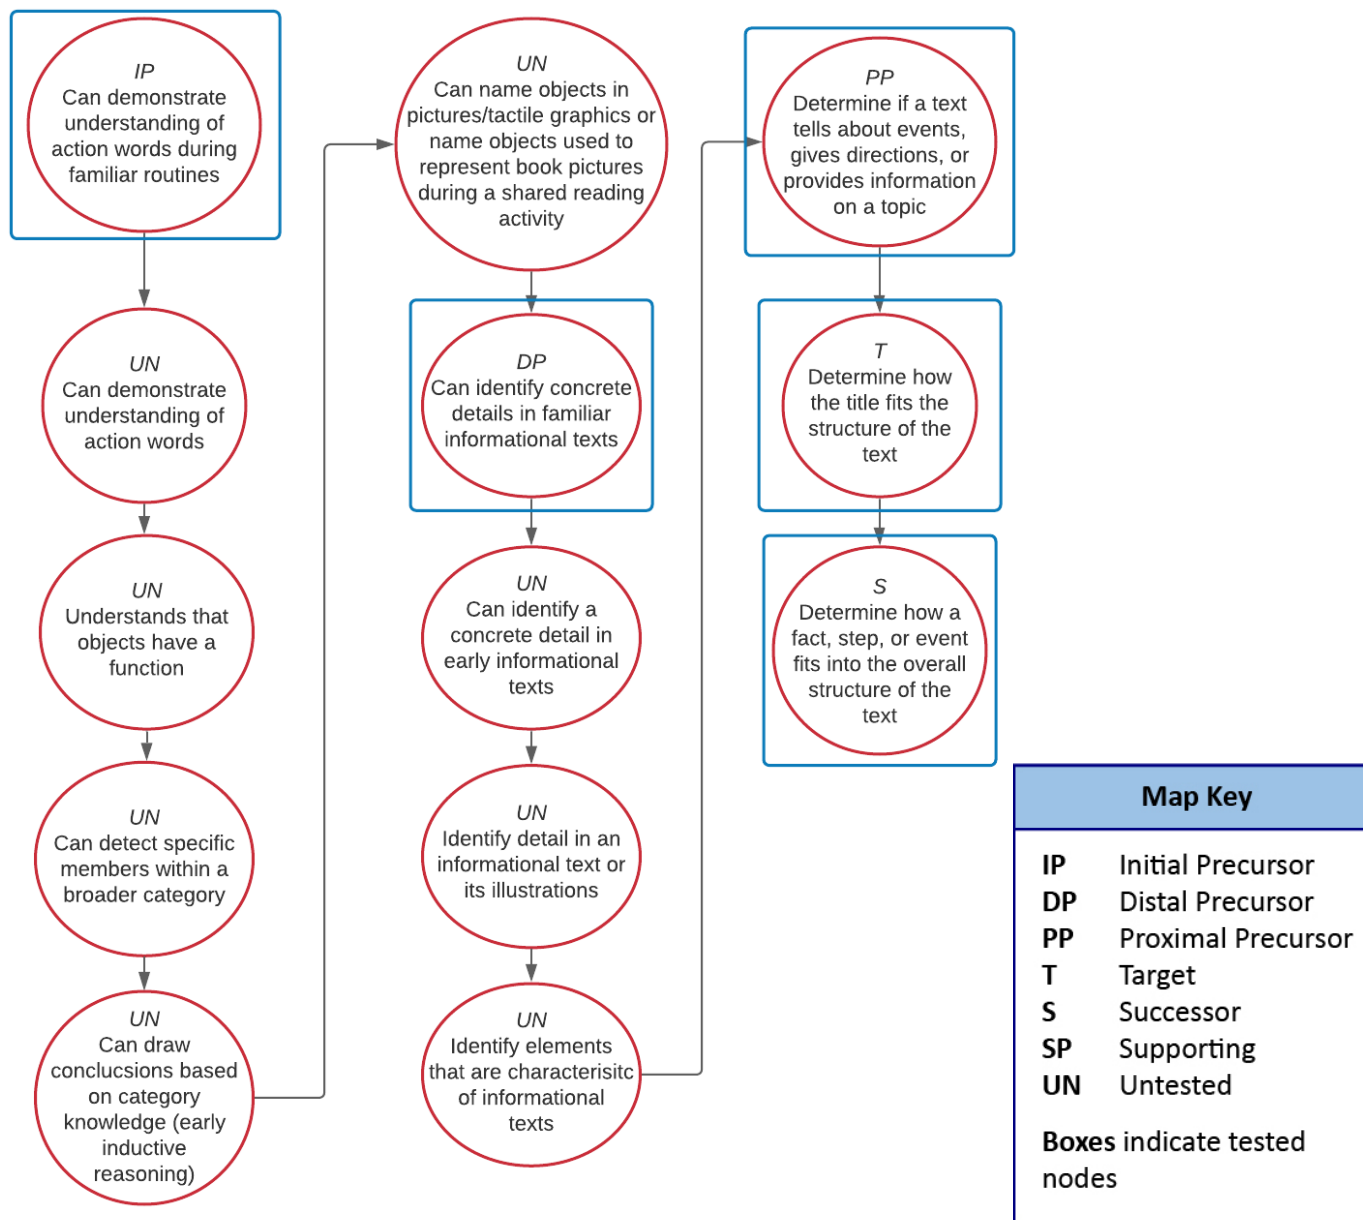 IP
Can demonstrate
understanding of
action words during
familiar routines
UN
Can demonstrate
understanding of
action words
UN
Understands that
objects have a
function
UN
Can detect specific
members within a
broader category
UN
Can draw
conclucsions based
on category
knowledge (early
inductive
reasoning)
UN
Can name objects in
pictures/tactile graphics or
name objects used to
represent book pictures
during a shared reading
activity
DP
Can identify concrete
details in familiar
informational texts
UN
Can identify a
concrete detail in
early informational
texts
UN
Identify detail in an
informational text or
its illustrations
UN
Identify elements
that are characterisitc
of informational
texts
PP
Determine if a text
tells about events,
gives directions, or
provides information
on a topic
T
Determine how
the title fits the
structure of the
text
S
Determine how a
fact, step, or event
fits into the overall
structure of the
text
Map Key
IP Initial Precursor
DP Distal Precursor
PP Proximal Precursor
T Target
S Successor
SP Supporting
UN Untested
Boxes indicate tested
nodes